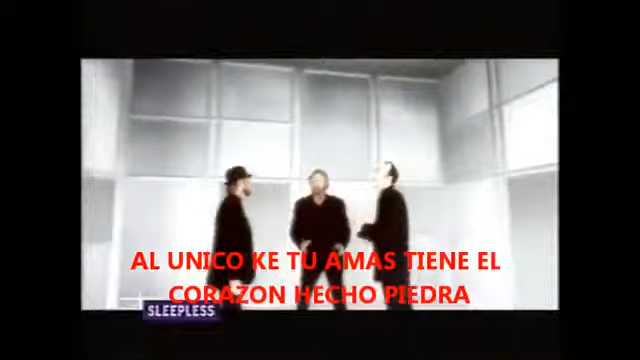 AL UNICO KE TU AMAS TIENE EL
CORAZON HECHO PIEDRA
SLEEPLESS